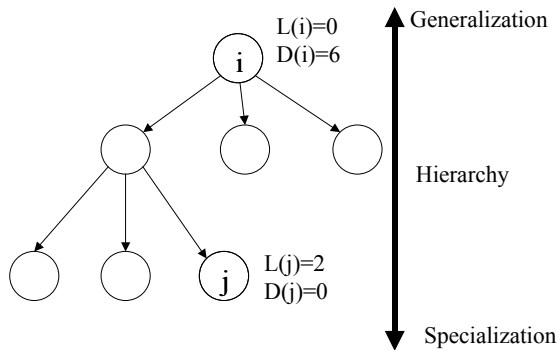 L(i)=0
D(i)=6
Generalization
i
Hierarchy
L(j)=2
D(j)=0
j
Specialization